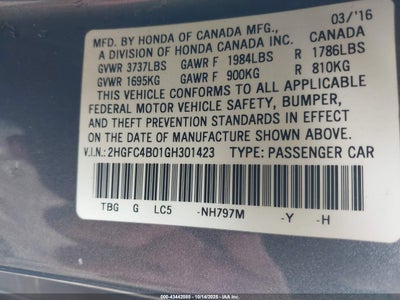 MFD. BY HONDA OF CANADA MFG., 03/'16
A DIVISION OF HONDA CANADA INC. CANADA
GVWR 3737LBS GAWR F 1984LBS R 1786LBS
GVWR 1695KG GAWR F 900KG R 810KG
THIS VEHICLE CONFORMS TO ALL APPLICABLE
FEDERAL MOTOR VEHICLE SAFETY, BUMPER,
AND THEFT PREVENTION STANDARDS IN EFFECT
ON THE DATE OF MANUFACTURE SHOWN ABOVE.
V.I.N.: 2HGFC4B01GH301423 TYPE: PASSENGER CAR
TBG G LC5 -NH797M -Y -H
000-43442085 - 10/14/2025 - IAAI.COM